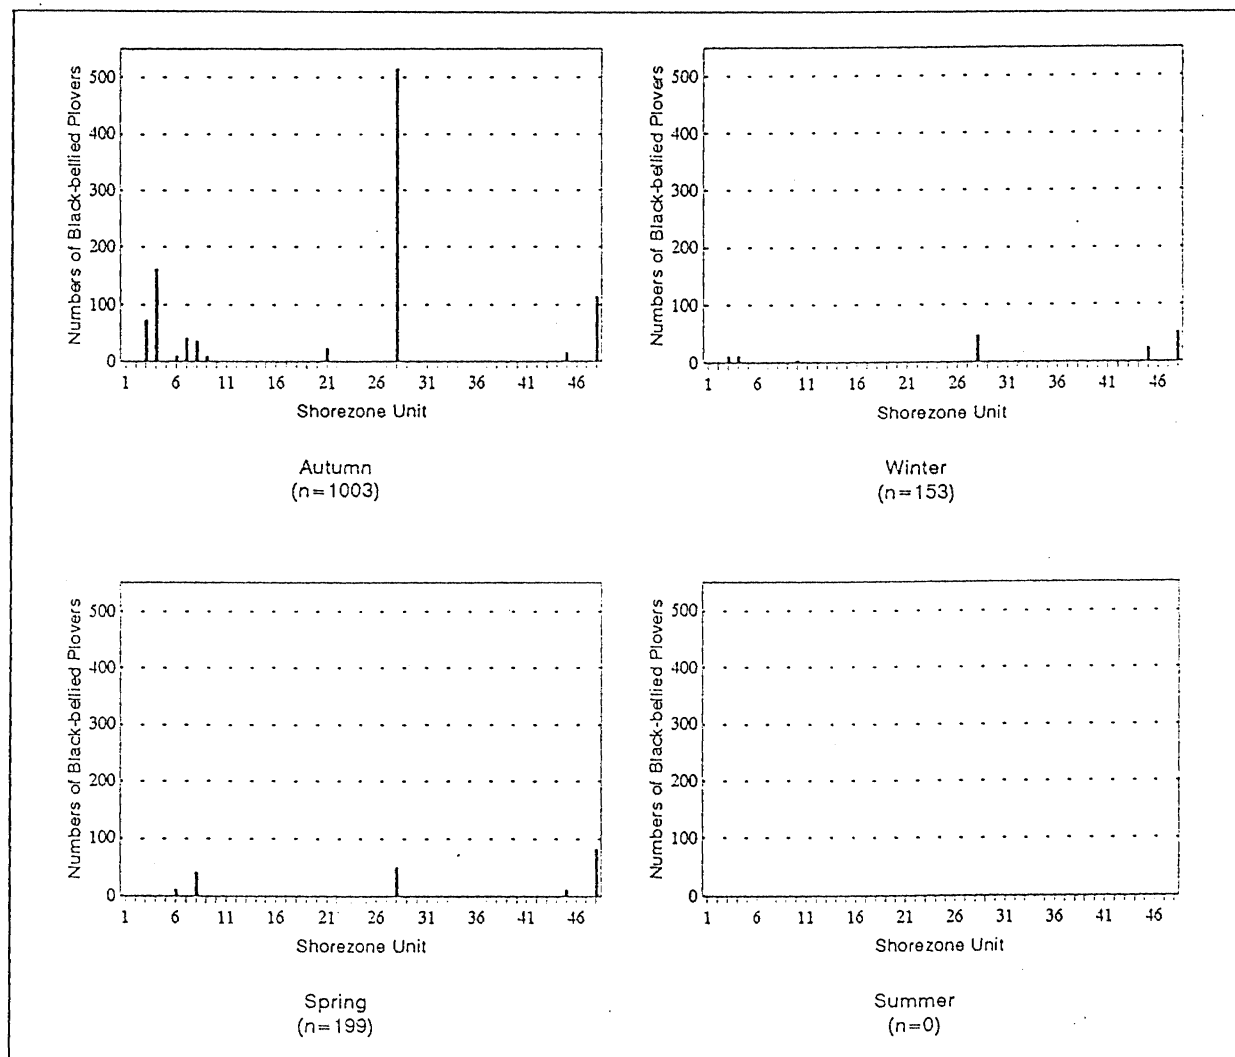 Numbers of Black-bellied Plovers
500
400
300
200
100
0
1 6 11 16 21 26 31 36 41 46
Shorezone Unit
Autumn
(n=1003)
Numbers of Black-bellied Plovers
500
400
300
200
100
0
1 6 11 16 21 26 31 36 41 46
Shorezone Unit
Winter
(n=153)
Numbers of Black-bellied Plovers
500
400
300
200
100
0
1 6 11 16 21 26 31 36 41 46
Shorezone Unit
Spring
(n=199)
Numbers of Black-bellied Plovers
500
400
300
200
100
0
1 6 11 16 21 26 31 36 41 46
Shorezone Unit
Summer
(n=0)